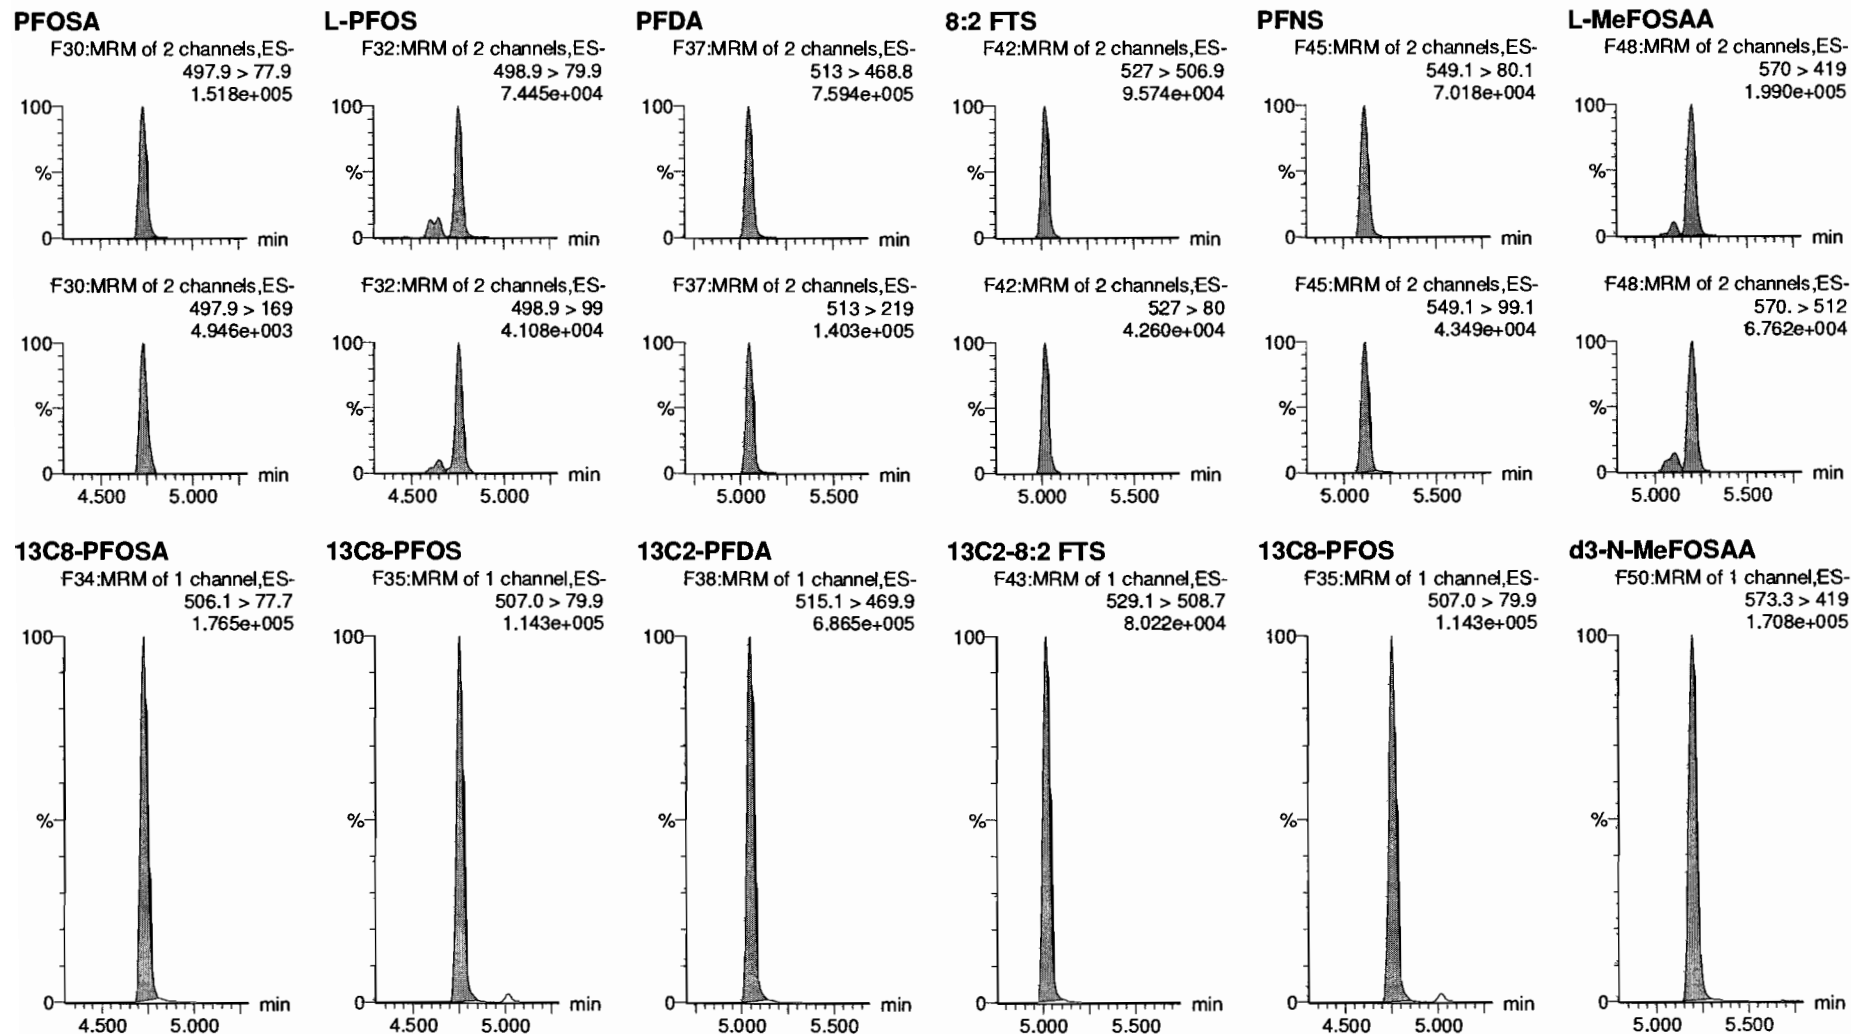 PFOSA
F30:MRM of 2 channels,ES-
497.9 > 77.9
1.518e+005
100
%
0
min
F30:MRM of 2 channels,ES-
497.9 > 169
4.946e+003
100
%
0
min
4.500 5.000
L-PFOS
F32:MRM of 2 channels,ES-
498.9 > 79.9
7.445e+004
100
%
0
min
F32:MRM of 2 channels,ES-
498.9 > 99
4.108e+004
100
%
0
min
4.500 5.000
PFDA
F37:MRM of 2 channels,ES-
513 > 468.8
7.594e+005
100
%
0
min
F37:MRM of 2 channels,ES-
513 > 219
1.403e+005
100
%
0
min
5.000 5.500
8:2 FTS
F42:MRM of 2 channels,ES-
527 > 506.9
9.574e+004
100
%
0
min
F42:MRM of 2 channels,ES-
527 > 80
4.260e+004
100
%
0
min
5.000 5.500
PFNS
F45:MRM of 2 channels,ES-
549.1 > 80.1
7.018e+004
100
%
0
min
F45:MRM of 2 channels,ES-
549.1 > 99.1
4.349e+004
100
%
0
min
5.000 5.500
L-MeFOSAA
F48:MRM of 2 channels,ES-
570 > 419
1.990e+005
100
%
0
min
F48:MRM of 2 channels,ES-
570. > 512
6.762e+004
100
%
0
min
5.000 5.500
13C8-PFOSA
F34:MRM of 1 channel,ES-
506.1 > 77.7
1.765e+005
100
%
0
min
4.500 5.000
13C8-PFOS
F35:MRM of 1 channel,ES-
507.0 > 79.9
1.143e+005
100
%
0
min
4.500 5.000
13C2-PFDA
F38:MRM of 1 channel,ES-
515.1 > 469.9
6.865e+005
100
%
0
min
5.000 5.500
13C2-8:2 FTS
F43:MRM of 1 channel,ES-
529.1 > 508.7
8.022e+004
100
%
0
min
5.000 5.500
13C8-PFOS
F35:MRM of 1 channel,ES-
507.0 > 79.9
1.143e+005
100
%
0
min
4.500 5.000
d3-N-MeFOSAA
F50:MRM of 1 channel,ES-
573.3 > 419
1.708e+005
100
%
0
min
5.000 5.500